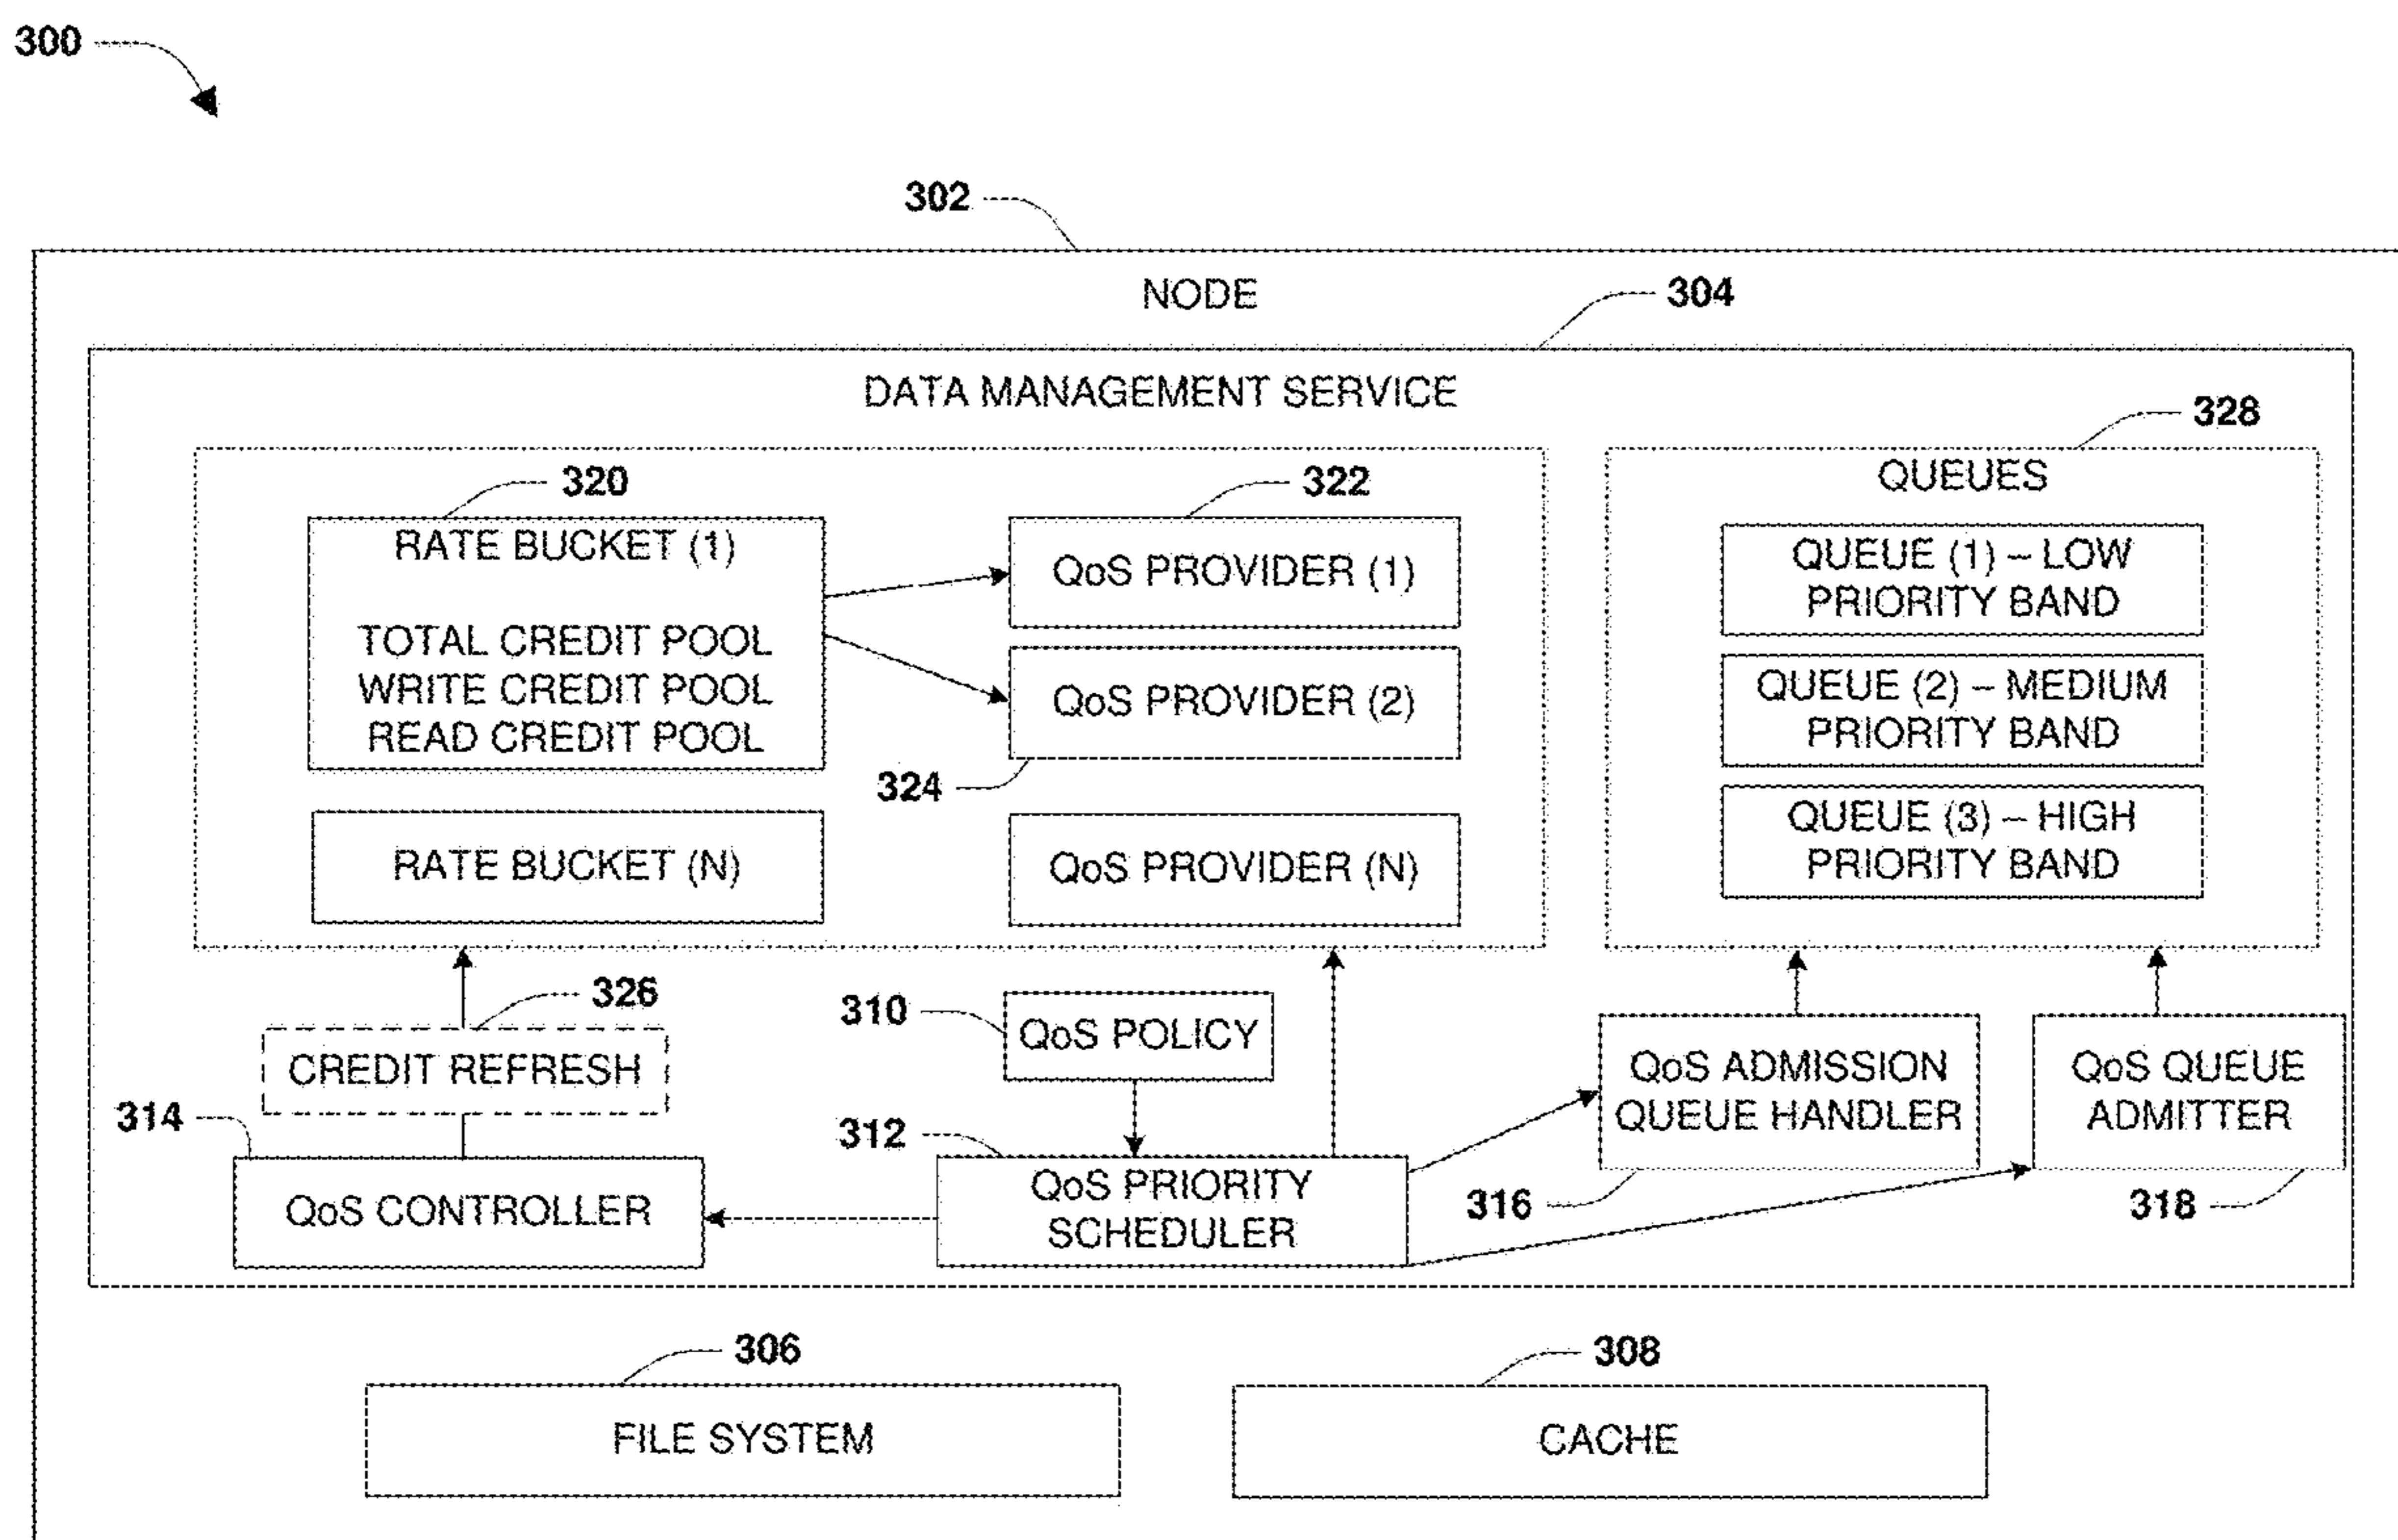 300
302
NODE
304
DATA MANAGEMENT SERVICE
328
320
322
QUEUES
RATE BUCKET (1)
TOTAL CREDIT POOL
WRITE CREDIT POOL
READ CREDIT POOL
QoS PROVIDER (1)
QoS PROVIDER (2)
324
QUEUE (1) – LOW
PRIORITY BAND
QUEUE (2) – MEDIUM
PRIORITY BAND
QUEUE (3) – HIGH
PRIORITY BAND
RATE BUCKET (N)
QoS PROVIDER (N)
326
CREDIT REFRESH
310
QoS POLICY
QoS ADMISSION
QUEUE HANDLER
QoS QUEUE
ADMITTER
314
312
QoS CONTROLLER
QoS PRIORITY
SCHEDULER
316
318
306
308
FILE SYSTEM
CACHE